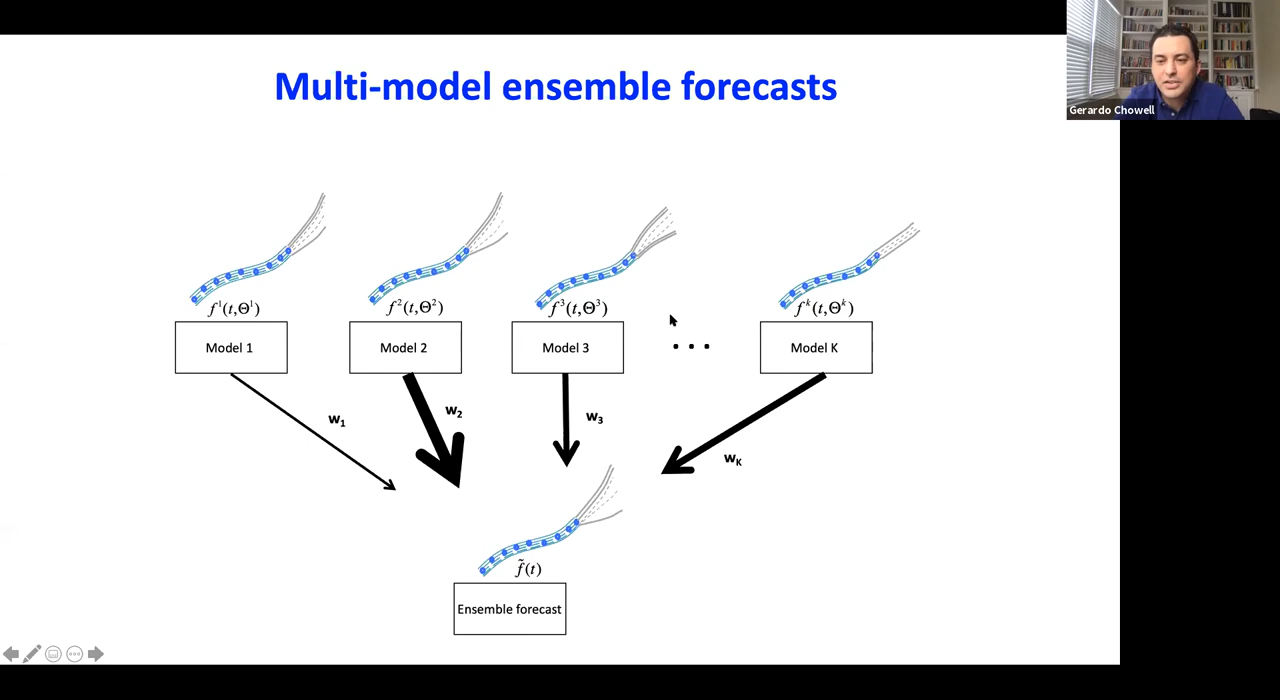 Multi-model ensemble forecasts
Gerardo Chowell
f¹(t,Θ¹)
f²(t,Θ²)
f³(t,Θ³)
fᵏ(t,Θᵏ)
Model 1
Model 2
Model 3
. . .
Model K
w₁
w₂
w₃
w_K
f̃(t)
Ensemble forecast